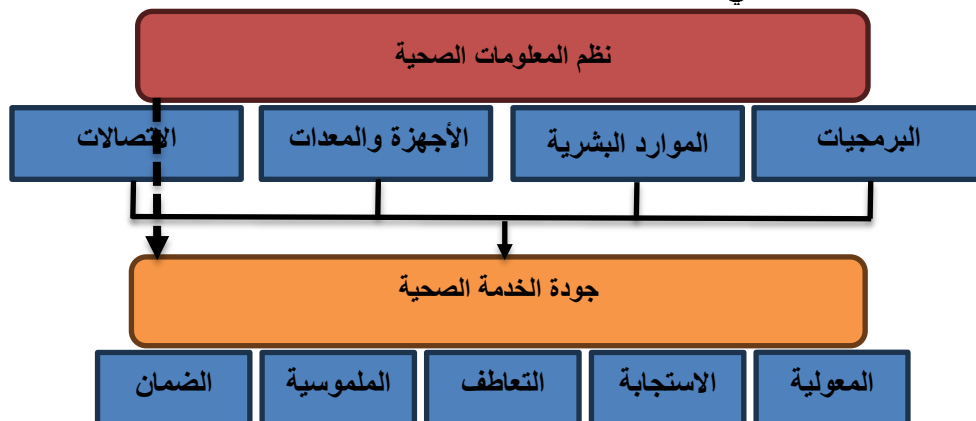 نظم المعلومات الصحية
البرمجيات
الموارد البشرية
الأجهزة والمعدات
الاتصالات
جودة الخدمة الصحية
المعولية
الاستجابة
التعاطف
الملموسية
الضمان